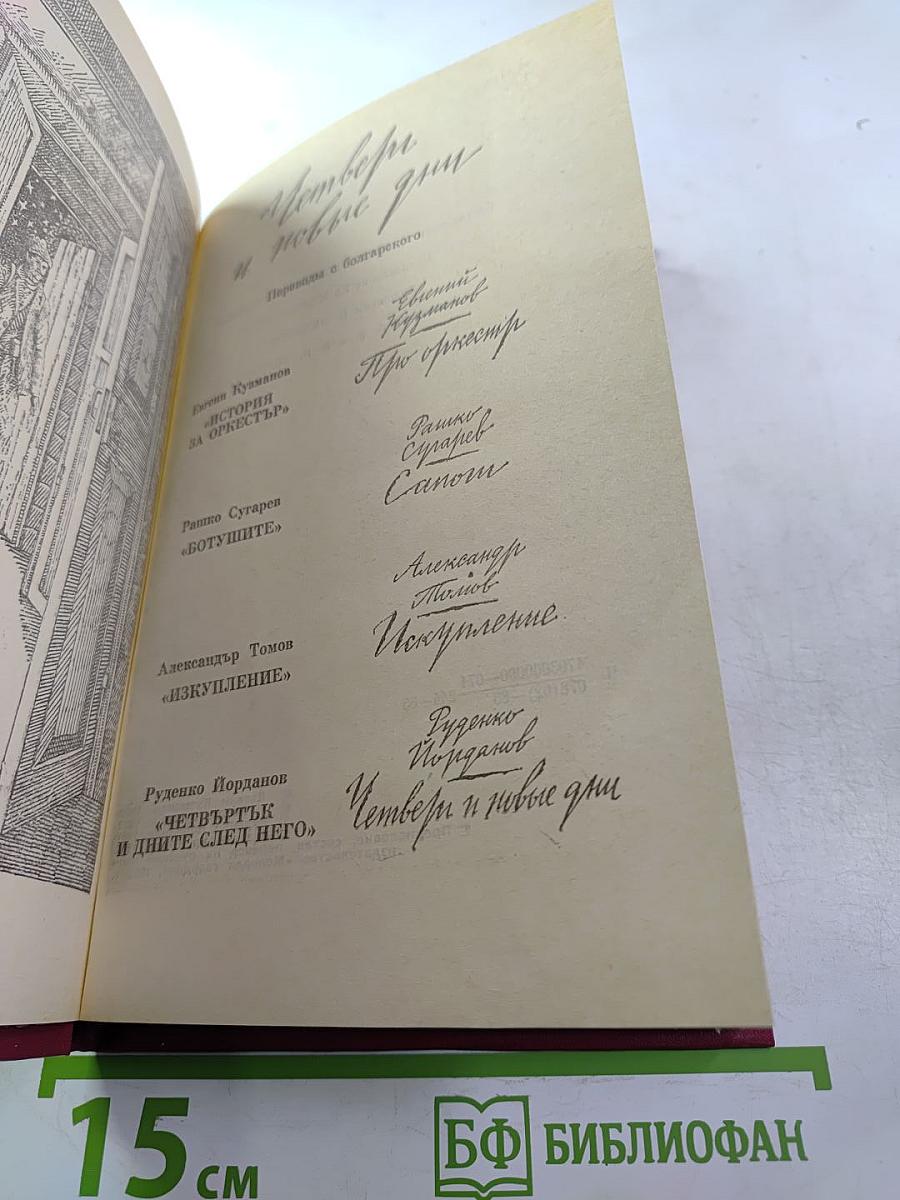 Четверг
и новые дни
Переводы с болгарского
Евгени Кузманов
«ИСТОРИЯ
ЗА ОРКЕСТЪР»
Евгений
Кузманов
Про оркестр
Рашко Сугарев
«БОТУШИТЕ»
Рашко
Сугарев
Сапоги
Александър Томов
«ИЗКУПЛЕНИЕ»
Александр
Томов
Искупление
Руденко Йорданов
«ЧЕТВЪРТЪК
И ДНИТЕ СЛЕД НЕГО»
Руденко
Йорданов
Четверг и новые дни
15 см
БФ БИБЛИОФАН